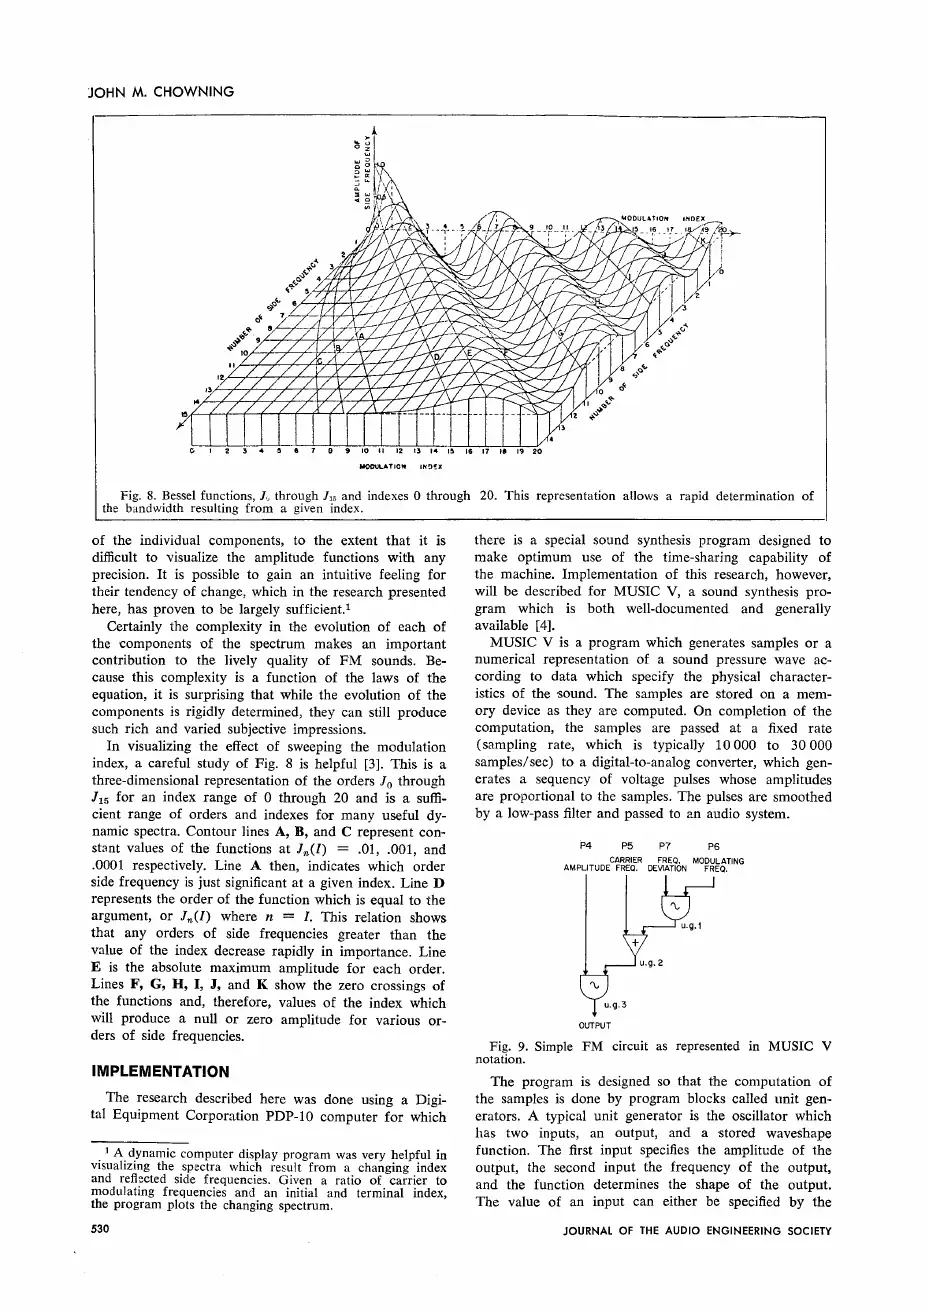 JOHN M. CHOWNING
AMPLITUDE OF
SIDE FREQUENCY
MODULATION INDEX
NUMBER OF SIDE FREQUENCY
NUMBER OF SIDE FREQUENCY
A
B
C
D
E
F
G
H
K
0 1 2 3 4 5 6 7 8 9 10 11 12 13 14 15 16 17 18 19 20
MODULATION INDEX
Fig. 8. Bessel functions, J₀ through J₁₅ and indexes 0 through 20. This representation allows a rapid determination of
the bandwidth resulting from a given index.
of the individual components, to the extent that it is
difficult to visualize the amplitude functions with any
precision. It is possible to gain an intuitive feeling for
their tendency of change, which in the research presented
here, has proven to be largely sufficient.¹
Certainly the complexity in the evolution of each of
the components of the spectrum makes an important
contribution to the lively quality of FM sounds. Be-
cause this complexity is a function of the laws of the
equation, it is surprising that while the evolution of the
components is rigidly determined, they can still produce
such rich and varied subjective impressions.
In visualizing the effect of sweeping the modulation
index, a careful study of Fig. 8 is helpful [3]. This is a
three-dimensional representation of the orders J₀ through
J₁₅ for an index range of 0 through 20 and is a suffi-
cient range of orders and indexes for many useful dy-
namic spectra. Contour lines A, B, and C represent con-
stant values of the functions at Jₙ(I) = .01, .001, and
.0001 respectively. Line A then, indicates which order
side frequency is just significant at a given index. Line D
represents the order of the function which is equal to the
argument, or Jₙ(I) where n = I. This relation shows
that any orders of side frequencies greater than the
value of the index decrease rapidly in importance. Line
E is the absolute maximum amplitude for each order.
Lines F, G, H, I, J, and K show the zero crossings of
the functions and, therefore, values of the index which
will produce a null or zero amplitude for various or-
ders of side frequencies.
IMPLEMENTATION
The research described here was done using a Digi-
tal Equipment Corporation PDP-10 computer for which
¹ A dynamic computer display program was very helpful in
visualizing the spectra which result from a changing index
and reflected side frequencies. Given a ratio of carrier to
modulating frequencies and an initial and terminal index,
the program plots the changing spectrum.
there is a special sound synthesis program designed to
make optimum use of the time-sharing capability of
the machine. Implementation of this research, however,
will be described for MUSIC V, a sound synthesis pro-
gram which is both well-documented and generally
available [4].
MUSIC V is a program which generates samples or a
numerical representation of a sound pressure wave ac-
cording to data which specify the physical character-
istics of the sound. The samples are stored on a mem-
ory device as they are computed. On completion of the
computation, the samples are passed at a fixed rate
(sampling rate, which is typically 10 000 to 30 000
samples/sec) to a digital-to-analog converter, which gen-
erates a sequency of voltage pulses whose amplitudes
are proportional to the samples. The pulses are smoothed
by a low-pass filter and passed to an audio system.
P4 P5 P7 P6
CARRIER FREQ. MODULATING
AMPLITUDE FREQ. DEVIATION FREQ.
u.g.1
+
u.g.2
u.g.3
OUTPUT
Fig. 9. Simple FM circuit as represented in MUSIC V
notation.
The program is designed so that the computation of
the samples is done by program blocks called unit gen-
erators. A typical unit generator is the oscillator which
has two inputs, an output, and a stored waveshape
function. The first input specifies the amplitude of the
output, the second input the frequency of the output,
and the function determines the shape of the output.
The value of an input can either be specified by the
530
JOURNAL OF THE AUDIO ENGINEERING SOCIETY